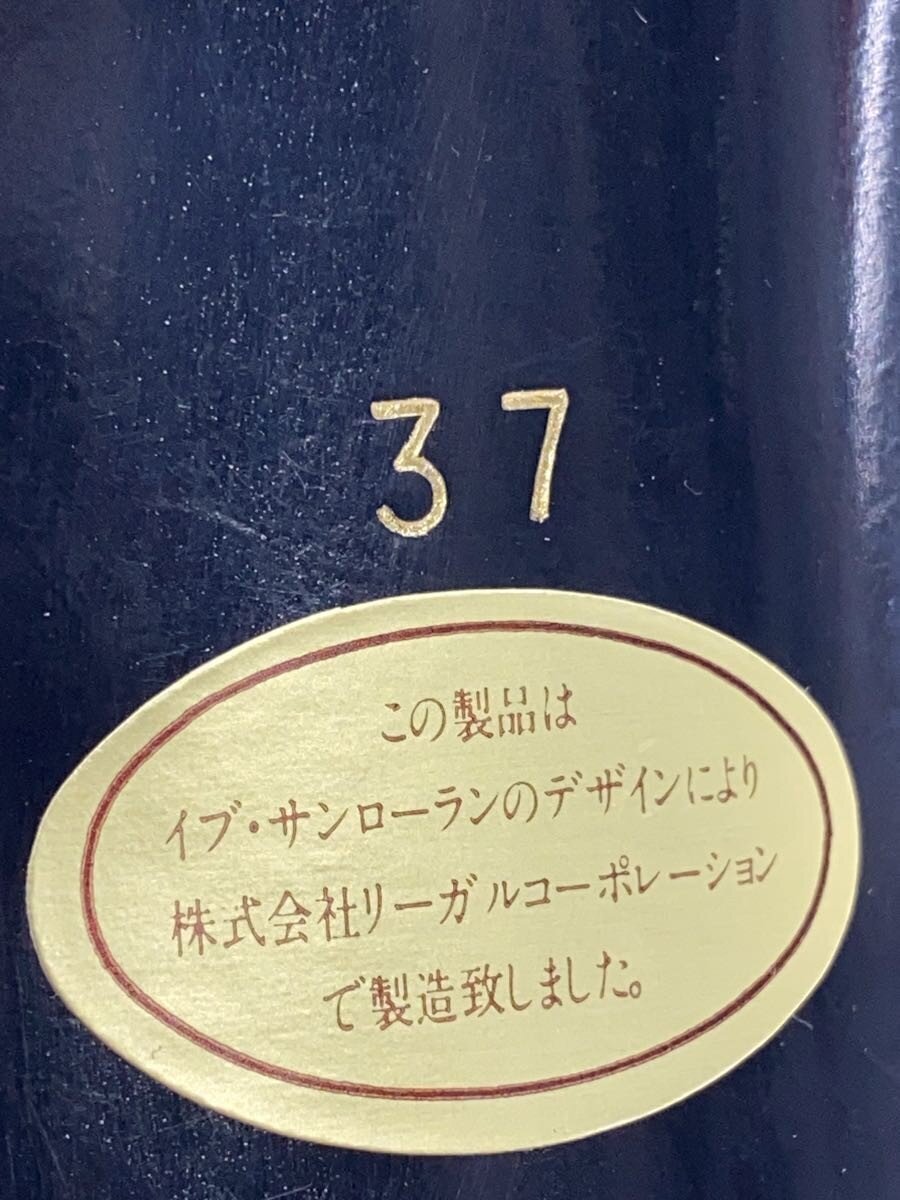 37
この製品は
イブ・サンローランのデザインにより
株式会社リーガルコーポレーション
で製造致しました。